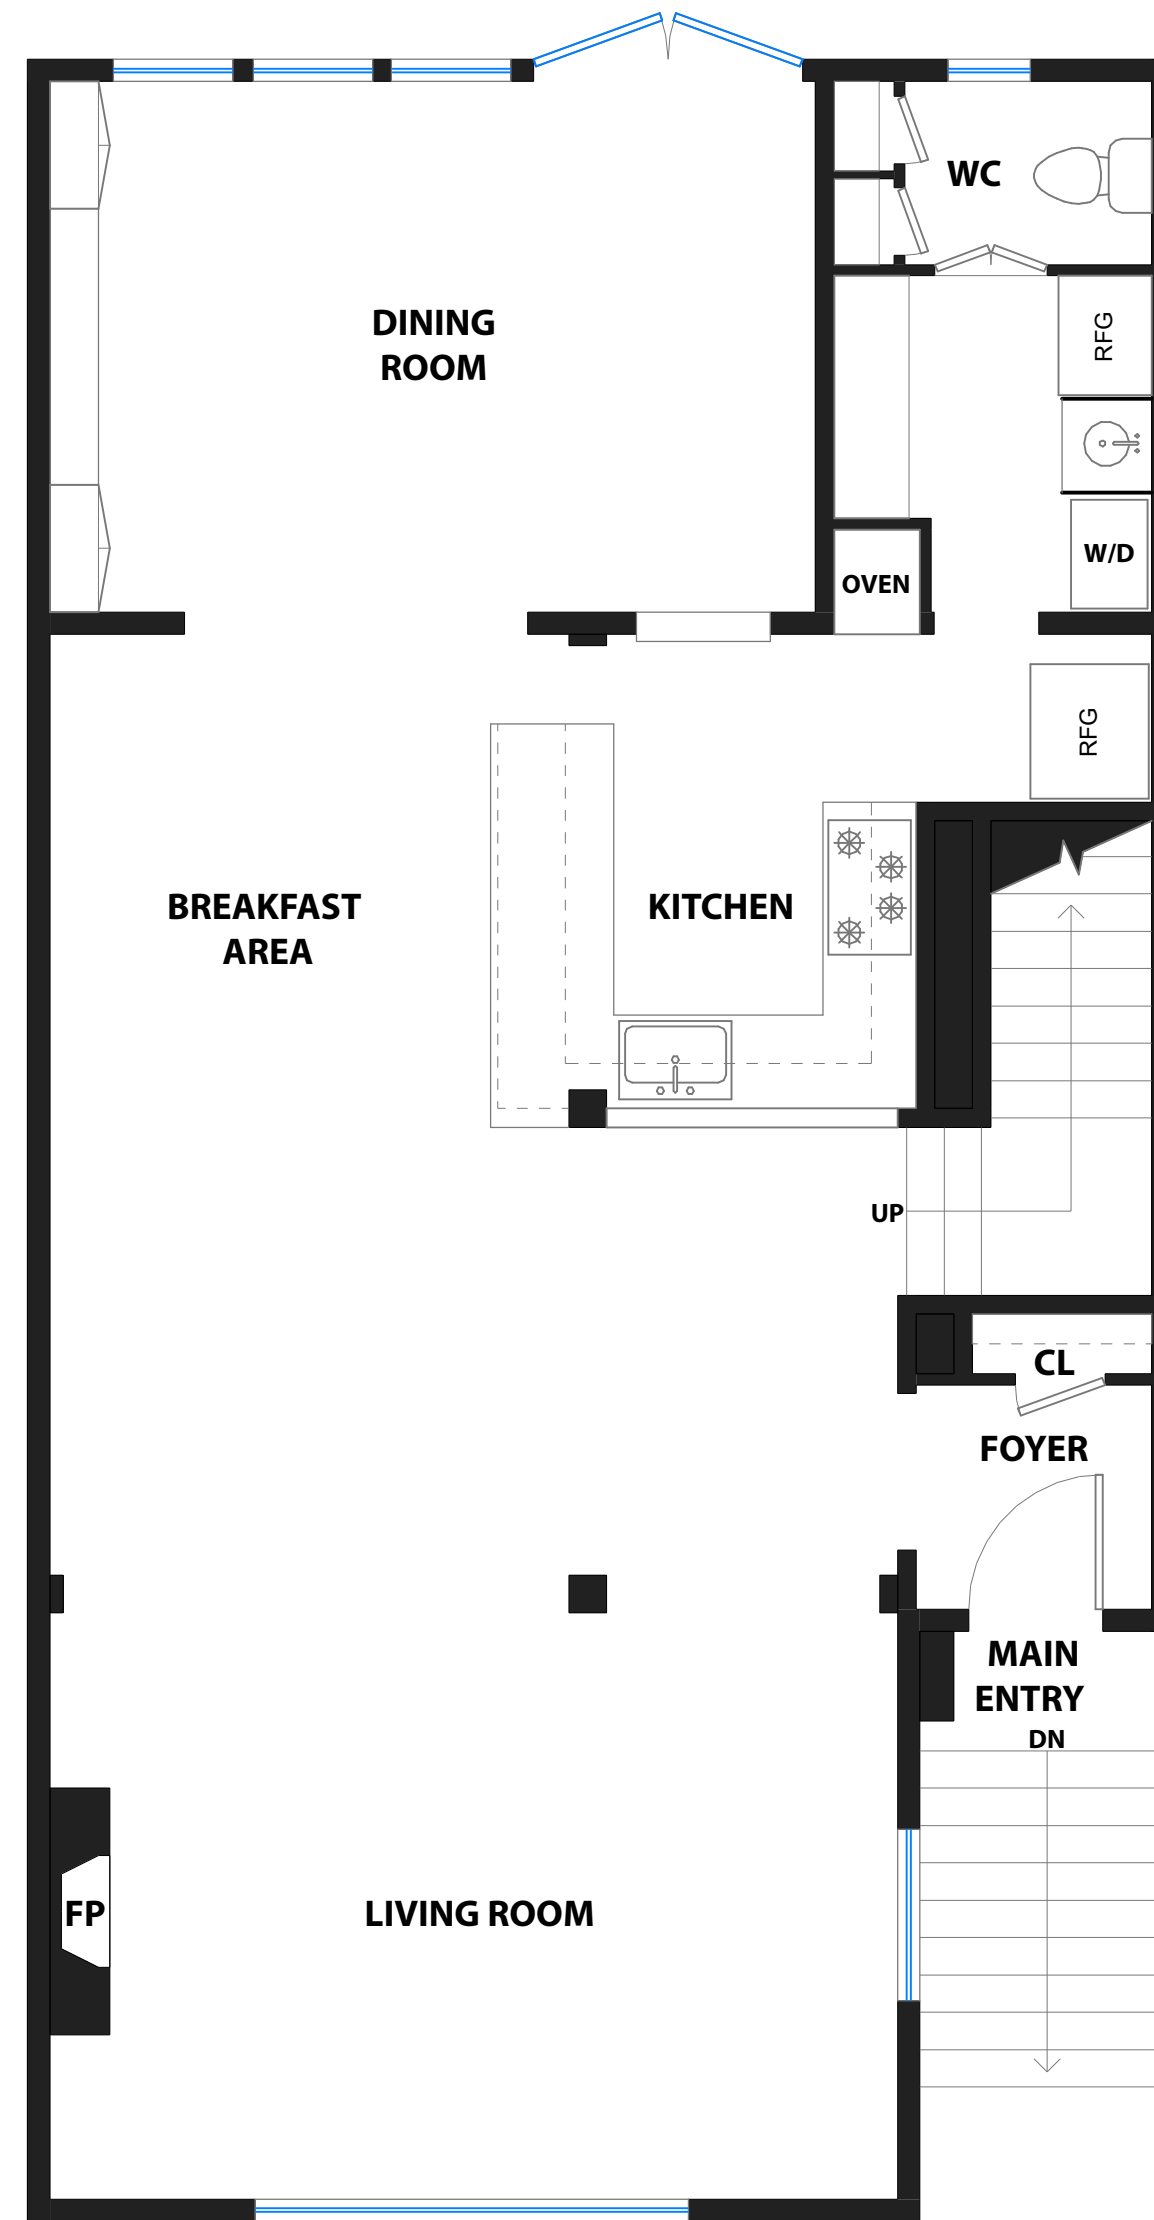 WC
DINING
ROOM
RFG
W/D
OVEN
RFG
BREAKFAST
AREA
KITCHEN
UP
CL
FOYER
MAIN
ENTRY
DN
FP
LIVING ROOM